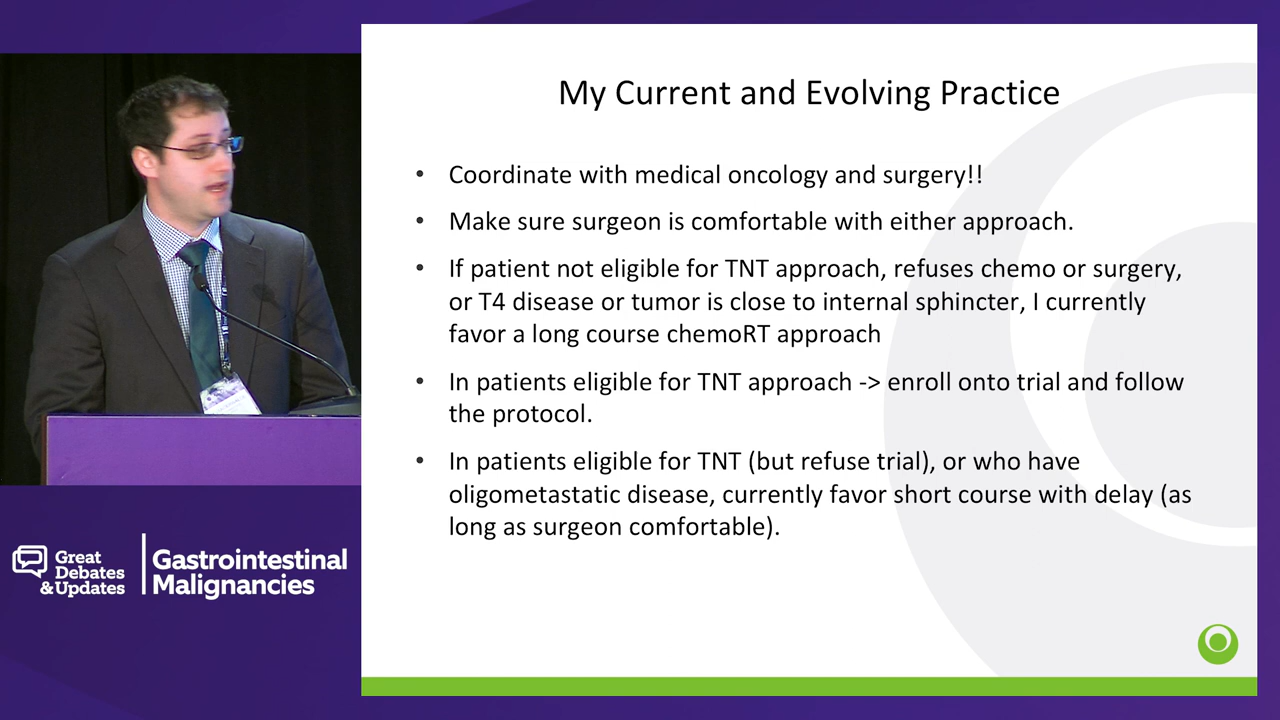 My Current and Evolving Practice
• Coordinate with medical oncology and surgery!!
• Make sure surgeon is comfortable with either approach.
• If patient not eligible for TNT approach, refuses chemo or surgery,
or T4 disease or tumor is close to internal sphincter, I currently
favor a long course chemoRT approach
• In patients eligible for TNT approach -> enroll onto trial and follow
the protocol.
• In patients eligible for TNT (but refuse trial), or who have
oligometastatic disease, currently favor short course with delay (as
long as surgeon comfortable).
Great
Debates
& Updates
Gastrointestinal
Malignancies